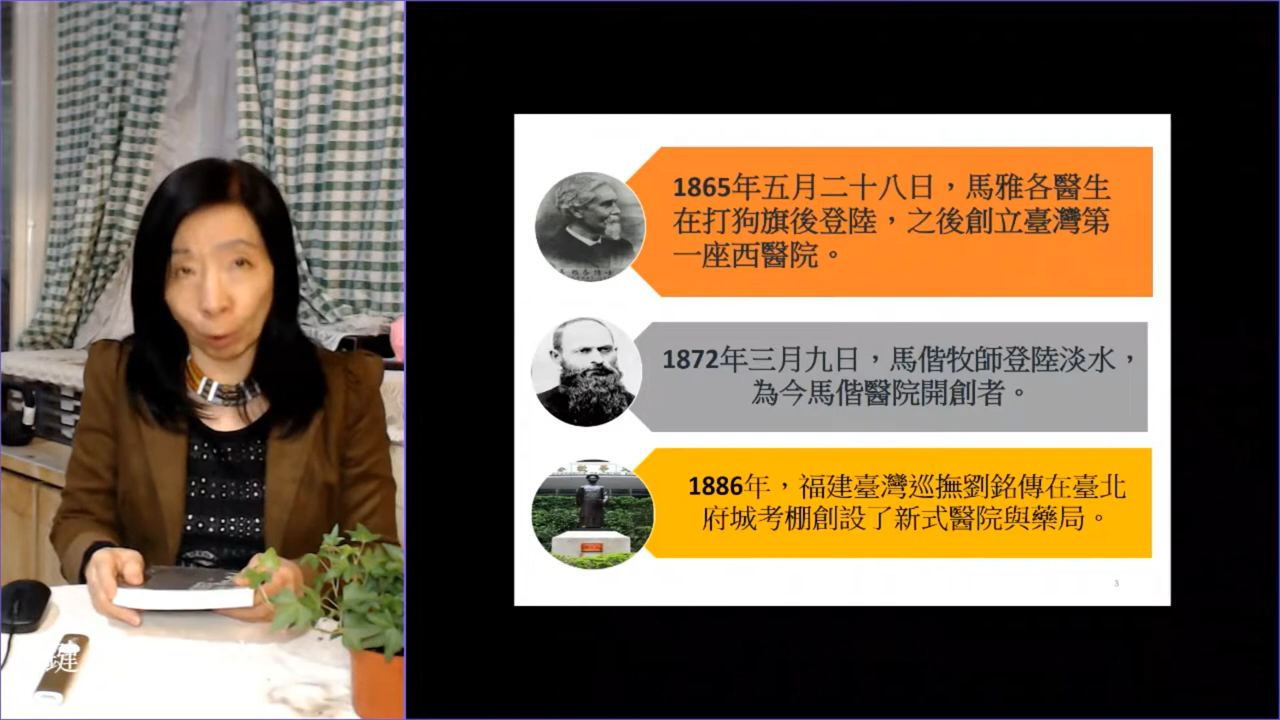 1865年五月二十八日，馬雅各醫生
在打狗旗後登陸，之後創立臺灣第
一座西醫院。
1872年三月九日，馬偕牧師登陸淡水，
為今馬偕醫院開創者。
1886年，福建臺灣巡撫劉銘傳在臺北
府城考棚創設了新式醫院與藥局。
3